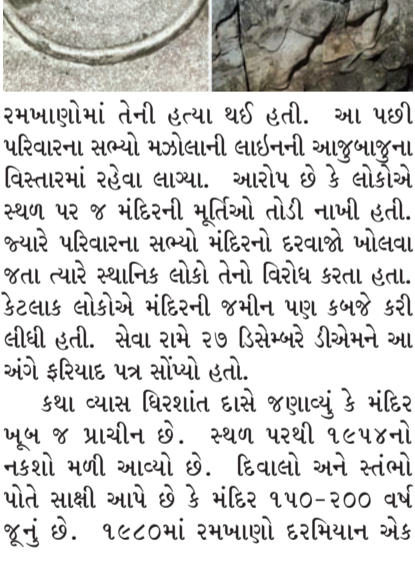 રમખાણોમાં તેની હત્યા થઈ હતી. આ પછી
પરિવારના સભ્યો મઝોલાની લાઇનની આજુબાજુના
વિસ્તારમાં રહેવા લાગ્યા. આરોપ છે કે લોકોએ
સ્થળ પર જ મંદિરની મૂર્તિઓ તોડી નાખી હતી.
જ્યારે પરિવારના સભ્યો મંદિરનો દરવાજો ખોલવા
જતા ત્યારે સ્થાનિક લોકો તેનો વિરોધ કરતા હતા.
કેટલાક લોકોએ મંદિરની જમીન પણ કબજે કરી
લીધી હતી. સેવા રામે ૨૭ ડિસેમ્બરે ડીએમને આ
અંગે ફરિયાદ પત્ર સોંપ્યો હતો.
કથા વ્યાસ ધિરશાંત દાસે જણાવ્યું કે મંદિર
ખૂબ જ પ્રાચીન છે. સ્થળ પરથી ૧૯૫૪નો
નકશો મળી આવ્યો છે. દિવાલો અને સ્તંભો
પોતે સાક્ષી આપે છે કે મંદિર ૧૫૦-૨૦૦ વર્ષ
જૂનું છે. ૧૯૮૦માં રમખાણો દરમિયાન એક